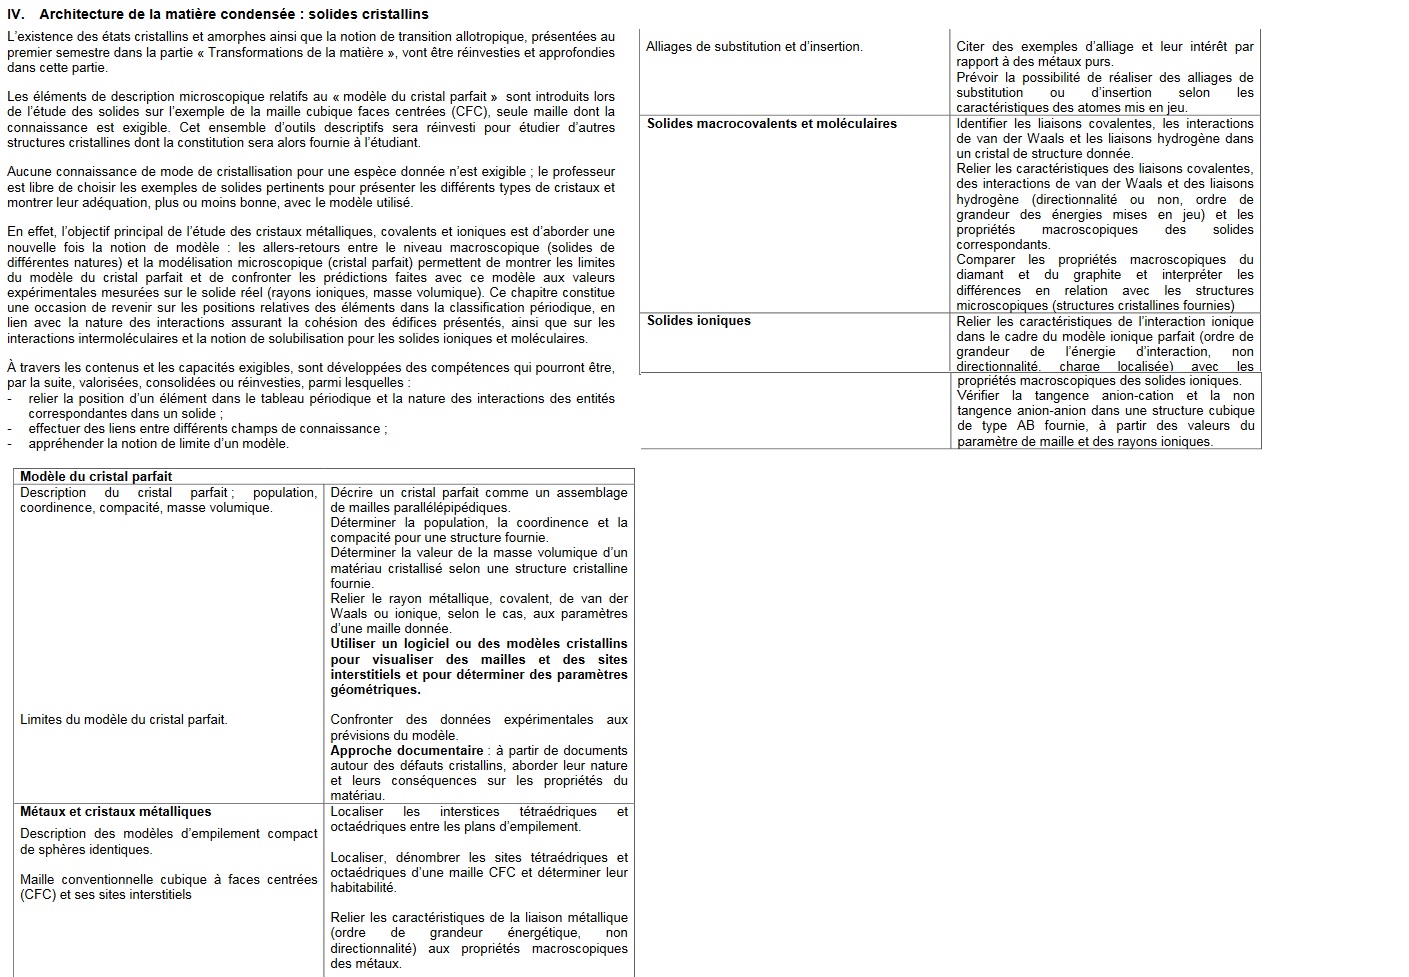 IV. Architecture de la matière condensée : solides cristallins
L'existence des états cristallins et amorphes ainsi que la notion de transition allotropique, présentées au
premier semestre dans la partie « Transformations de la matière », vont être réinvesties et approfondies
dans cette partie.
Les éléments de description microscopique relatifs au « modèle du cristal parfait » sont introduits lors
de l'étude des solides sur l'exemple de la maille cubique faces centrées (CFC), seule maille dont la
connaissance est exigible. Cet ensemble d'outils descriptifs sera réinvesti pour étudier d'autres
structures cristallines dont la constitution sera alors fournie à l'étudiant.
Aucune connaissance de mode de cristallisation pour une espèce donnée n'est exigible ; le professeur
est libre de choisir les exemples de solides pertinents pour présenter les différents types de cristaux et
montrer leur adéquation, plus ou moins bonne, avec le modèle utilisé.
En effet, l'objectif principal de l'étude des cristaux métalliques, covalents et ioniques est d'aborder une
nouvelle fois la notion de modèle : les allers-retours entre le niveau macroscopique (solides de
différentes natures) et la modélisation microscopique (cristal parfait) permettent de montrer les limites
du modèle du cristal parfait et de confronter les prédictions faites avec ce modèle aux valeurs
expérimentales mesurées sur le solide réel (rayons ioniques, masse volumique). Ce chapitre constitue
une occasion de revenir sur les positions relatives des éléments dans la classification périodique, en
lien avec la nature des interactions assurant la cohésion des édifices présentés, ainsi que sur les
interactions intermoléculaires et la notion de solubilisation pour les solides ioniques et moléculaires.
À travers les contenus et les capacités exigibles, sont développées des compétences qui pourront être,
par la suite, valorisées, consolidées ou réinvesties, parmi lesquelles :
- relier la position d'un élément dans le tableau périodique et la nature des interactions des entités
correspondantes dans un solide ;
- effectuer des liens entre différents champs de connaissance ;
- appréhender la notion de limite d'un modèle.
Modèle du cristal parfait
Description du cristal parfait ; population,
coordinence, compacité, masse volumique.
Décrire un cristal parfait comme un assemblage
de mailles parallélépipédiques.
Déterminer la population, la coordinence et la
compacité pour une structure fournie.
Déterminer la valeur de la masse volumique d'un
matériau cristallisé selon une structure cristalline
fournie.
Relier le rayon métallique, covalent, de van der
Waals ou ionique, selon le cas, aux paramètres
d'une maille donnée.
Utiliser un logiciel ou des modèles cristallins
pour visualiser des mailles et des sites
interstitiels et pour déterminer des paramètres
géométriques.
Limites du modèle du cristal parfait.
Confronter des données expérimentales aux
prévisions du modèle.
Approche documentaire : à partir de documents
autour des défauts cristallins, aborder leur nature
et leurs conséquences sur les propriétés du
matériau.
Métaux et cristaux métalliques
Description des modèles d'empilement compact
de sphères identiques.
Maille conventionnelle cubique à faces centrées
(CFC) et ses sites interstitiels
Localiser les interstices tétraédriques et
octaédriques entre les plans d'empilement.
Localiser, dénombrer les sites tétraédriques et
octaédriques d'une maille CFC et déterminer leur
habitabilité.
Relier les caractéristiques de la liaison métallique
(ordre de grandeur énergétique, non
directionnalité) aux propriétés macroscopiques
des métaux.
Alliages de substitution et d'insertion.
Citer des exemples d'alliage et leur intérêt par
rapport à des métaux purs.
Prévoir la possibilité de réaliser des alliages de
substitution ou d'insertion selon les
caractéristiques des atomes mis en jeu.
Solides macrocovalents et moléculaires
Identifier les liaisons covalentes, les interactions
de van der Waals et les liaisons hydrogène dans
un cristal de structure donnée.
Relier les caractéristiques des liaisons covalentes,
des interactions de van der Waals et des liaisons
hydrogène (directionnalité ou non, ordre de
grandeur des énergies mises en jeu) et les
propriétés macroscopiques des solides
correspondants.
Comparer les propriétés macroscopiques du
diamant et du graphite et interpréter les
différences en relation avec les structures
microscopiques (structures cristallines fournies)
Solides ioniques
Relier les caractéristiques de l'interaction ionique
dans le cadre du modèle ionique parfait (ordre de
grandeur de l'énergie d'interaction, non
directionnalité, charge localisée) avec les
propriétés macroscopiques des solides ioniques.
Vérifier la tangence anion-cation et la non
tangence anion-anion dans une structure cubique
de type AB fournie, à partir des valeurs du
paramètre de maille et des rayons ioniques.